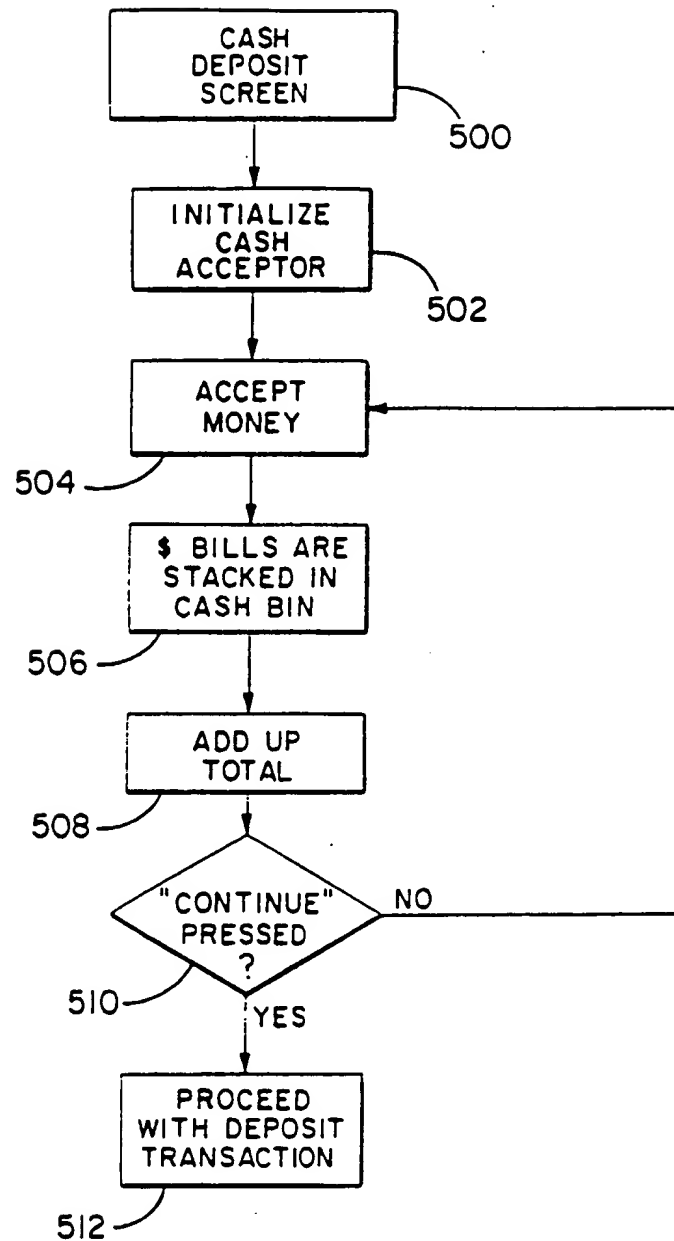 CASH
DEPOSIT
SCREEN
500
INITIALIZE
CASH
ACCEPTOR
502
ACCEPT
MONEY
504
$ BILLS ARE
STACKED IN
CASH BIN
506
ADD UP
TOTAL
508
"CONTINUE"
PRESSED
?
NO
510
YES
PROCEED
WITH DEPOSIT
TRANSACTION
512